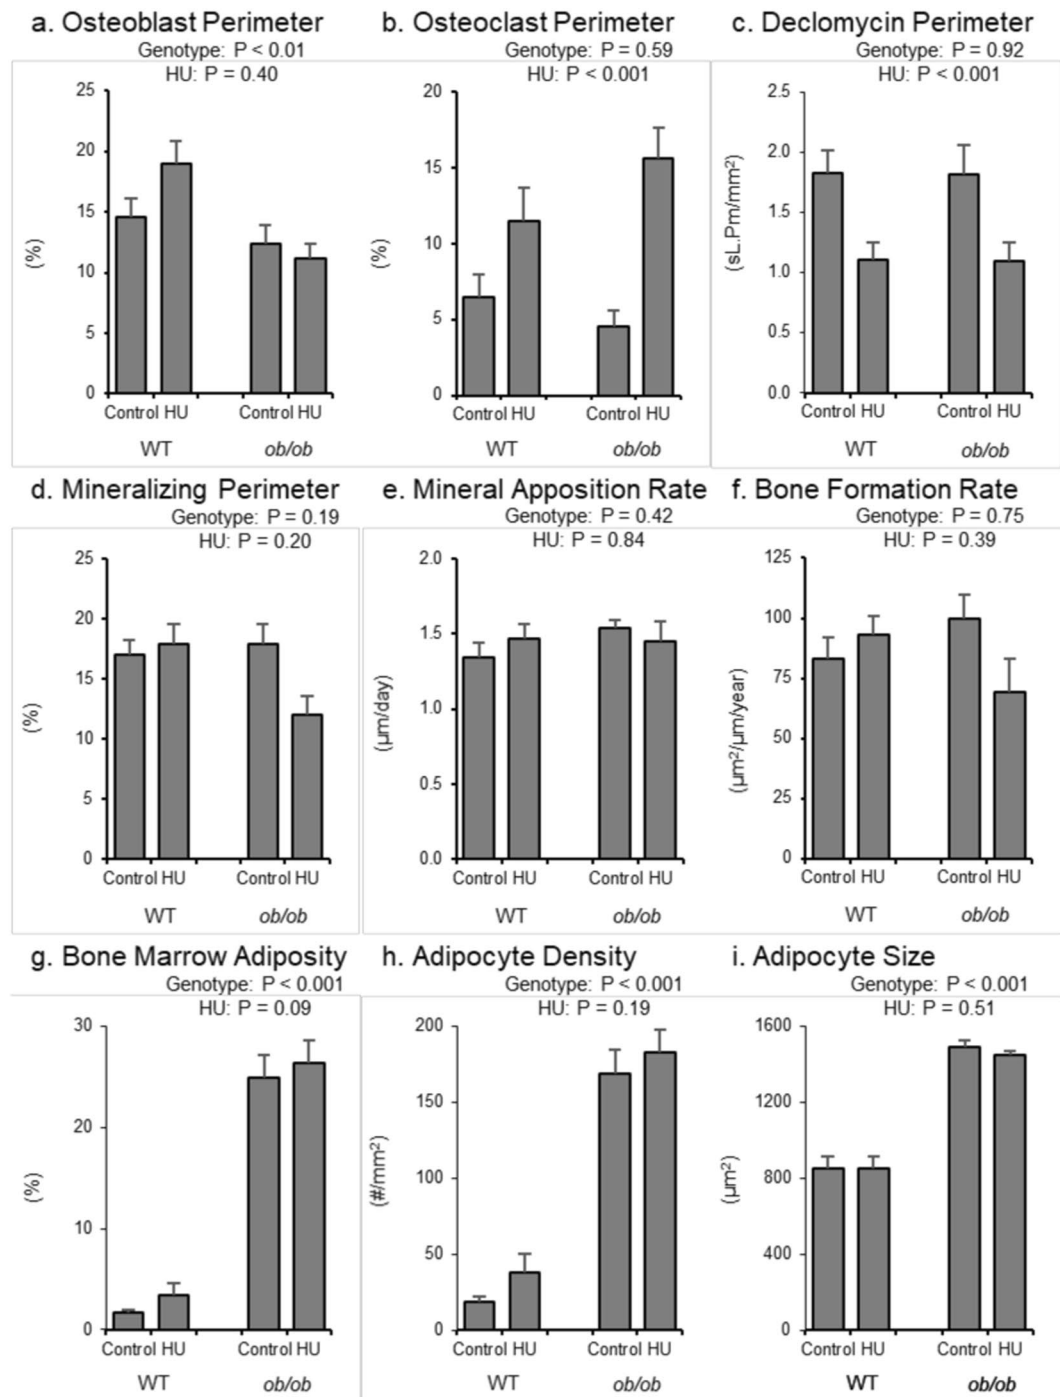 a. Osteoblast Perimeter
Genotype: P < 0.01
HU: P = 0.40
25
20
15
10
5
0
(%)
Control HU Control HU
WT ob/ob
b. Osteoclast Perimeter
Genotype: P = 0.59
HU: P < 0.001
20
15
10
5
0
(%)
Control HU Control HU
WT ob/ob
c. Declomycin Perimeter
Genotype: P = 0.92
HU: P < 0.001
2.5
2.0
1.5
1.0
0.5
0.0
(sL.Pm/mm²)
Control HU Control HU
WT ob/ob
d. Mineralizing Perimeter
Genotype: P = 0.19
HU: P = 0.20
25
20
15
10
5
0
(%)
Control HU Control HU
WT ob/ob
e. Mineral Apposition Rate
Genotype: P = 0.42
HU: P = 0.84
2.0
1.5
1.0
0.5
0.0
(µm/day)
Control HU Control HU
WT ob/ob
f. Bone Formation Rate
Genotype: P = 0.75
HU: P = 0.39
125
100
75
50
25
0
(µm²/µm/year)
Control HU Control HU
WT ob/ob
g. Bone Marrow Adiposity
Genotype: P < 0.001
HU: P = 0.09
30
20
10
0
(%)
Control HU Control HU
WT ob/ob
h. Adipocyte Density
Genotype: P < 0.001
HU: P = 0.19
200
150
100
50
0
(#/mm²)
Control HU Control HU
WT ob/ob
i. Adipocyte Size
Genotype: P < 0.001
HU: P = 0.51
1600
1200
800
400
0
(µm²)
Control HU Control HU
WT ob/ob